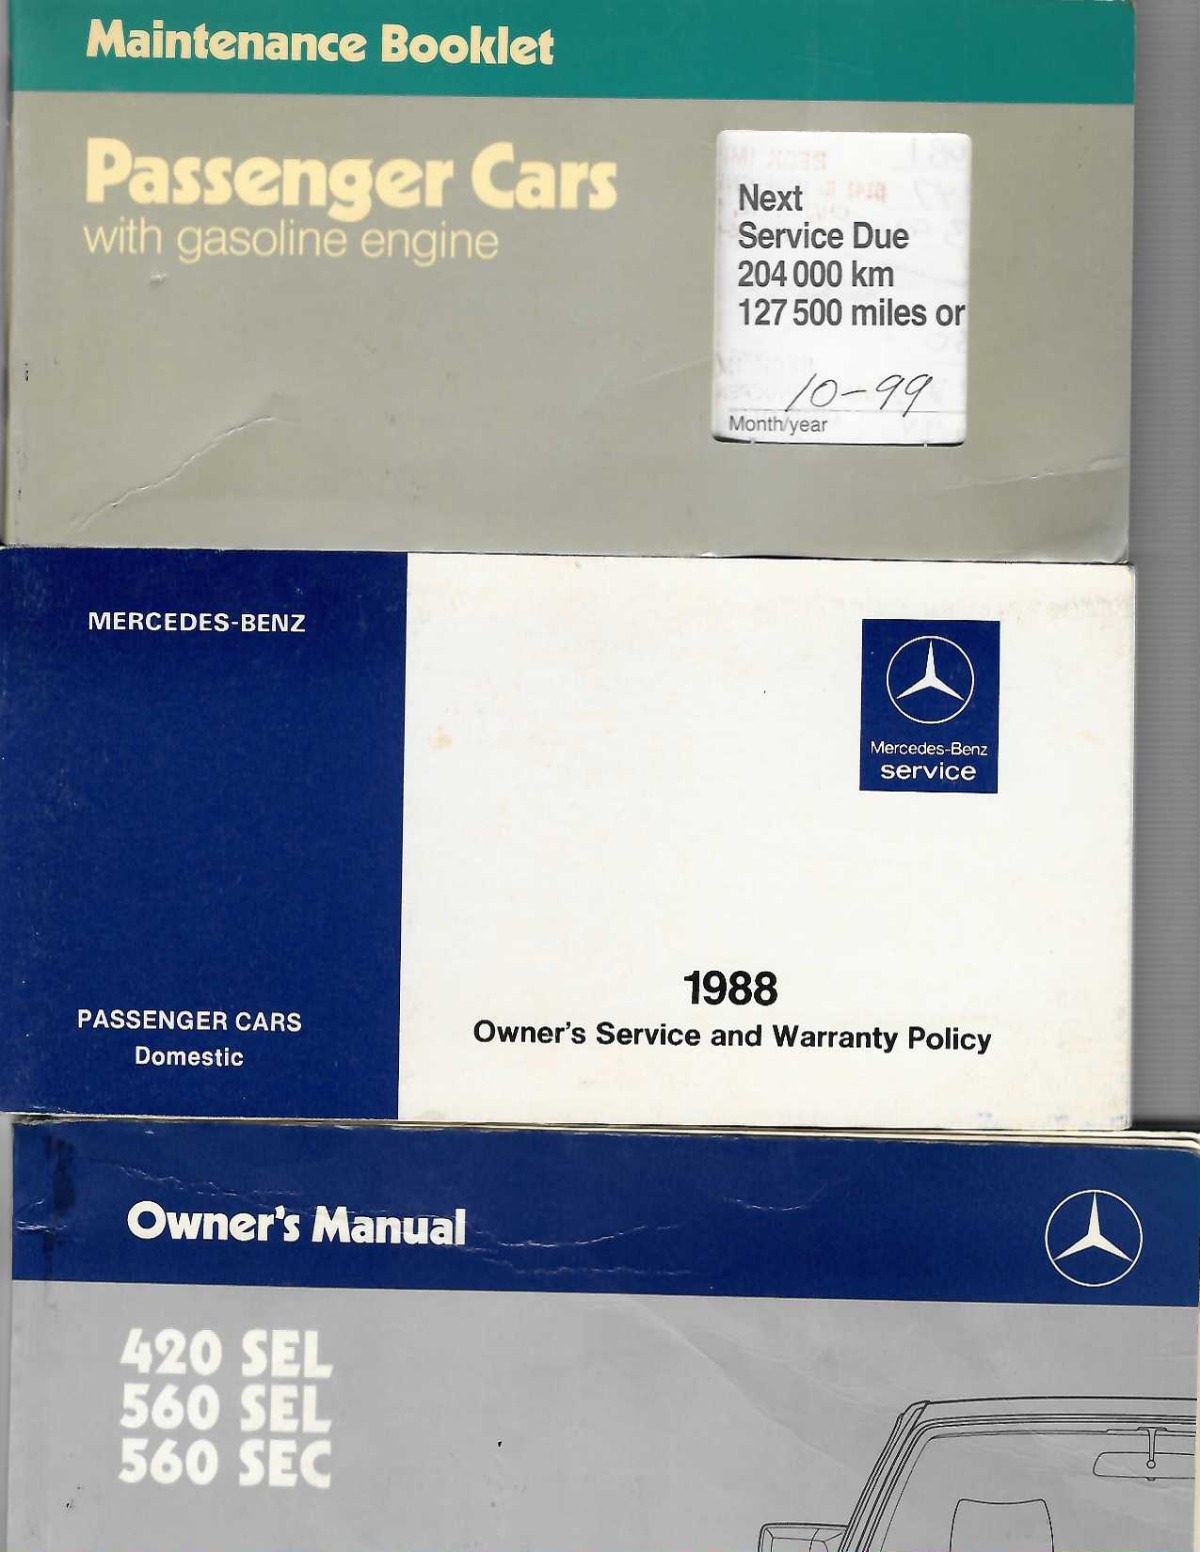 Maintenance Booklet
Passenger Cars
with gasoline engine
Next
Service Due
204 000 km
127 500 miles or
10-99
Month/year
MERCEDES-BENZ
Mercedes-Benz
service
1988
Owner's Service and Warranty Policy
PASSENGER CARS
Domestic
Owner's Manual
420 SEL
560 SEL
560 SEC